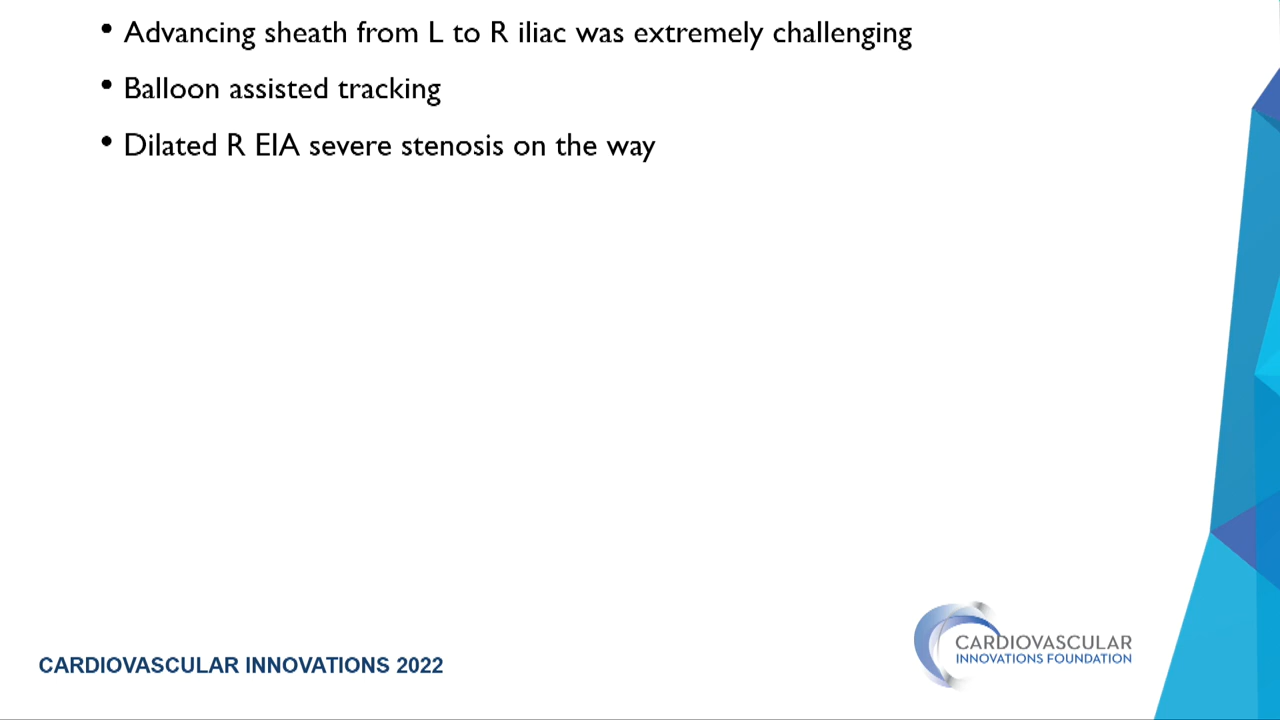 • Advancing sheath from L to R iliac was extremely challenging
• Balloon assisted tracking
• Dilated R EIA severe stenosis on the way
CARDIOVASCULAR
INNOVATIONS FOUNDATION
CARDIOVASCULAR INNOVATIONS 2022